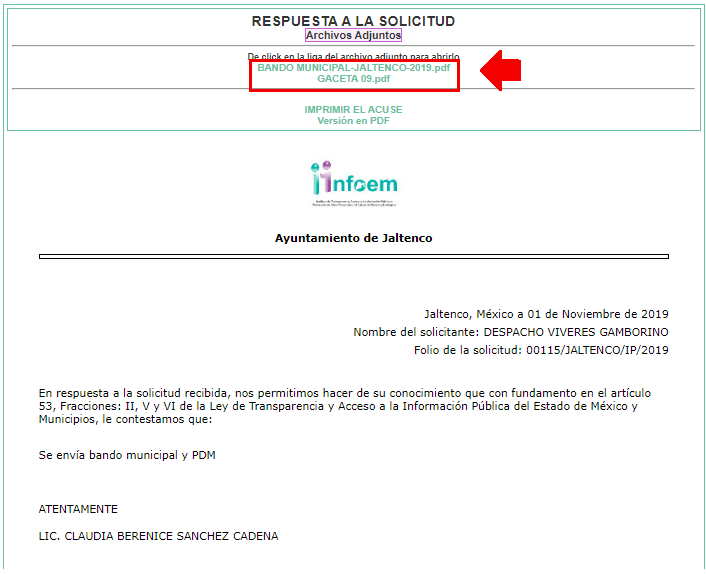 RESPUESTA A LA SOLICITUD
Archivos Adjuntos
De click en la liga del archivo adjunto para abrirlo
BANDO MUNICIPAL-JALTENCO-2019.pdf
GACETA 09.pdf
IMPRIMIR EL ACUSE
Versión en PDF
infoem
Ayuntamiento de Jaltenco
Jaltenco, México a 01 de Noviembre de 2019
Nombre del solicitante: DESPACHO VIVERES GAMBORINO
Folio de la solicitud: 00115/JALTENCO/IP/2019
En respuesta a la solicitud recibida, nos permitimos hacer de su conocimiento que con fundamento en el artículo
53, Fracciones: II, V y VI de la Ley de Transparencia y Acceso a la Información Pública del Estado de México y
Municipios, le contestamos que:
Se envía bando municipal y PDM
ATENTAMENTE
LIC. CLAUDIA BERENICE SANCHEZ CADENA